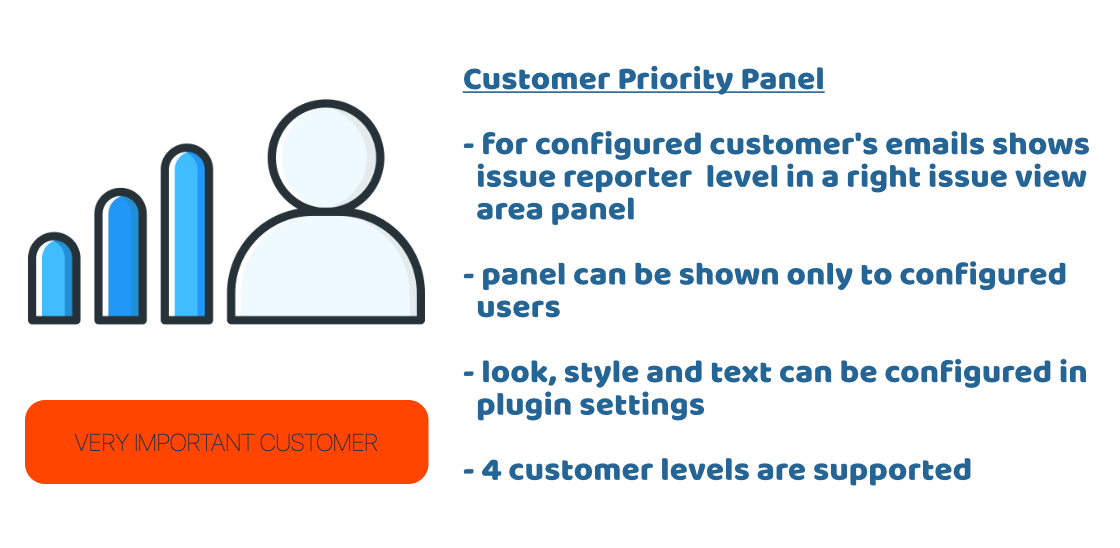 Customer Priority Panel
- for configured customer's emails shows
issue reporter  level in a right issue view
area panel
- panel can be shown only to configured
users
- look, style and text can be configured in
plugin settings
- 4 customer levels are supported
VERY IMPORTANT CUSTOMER